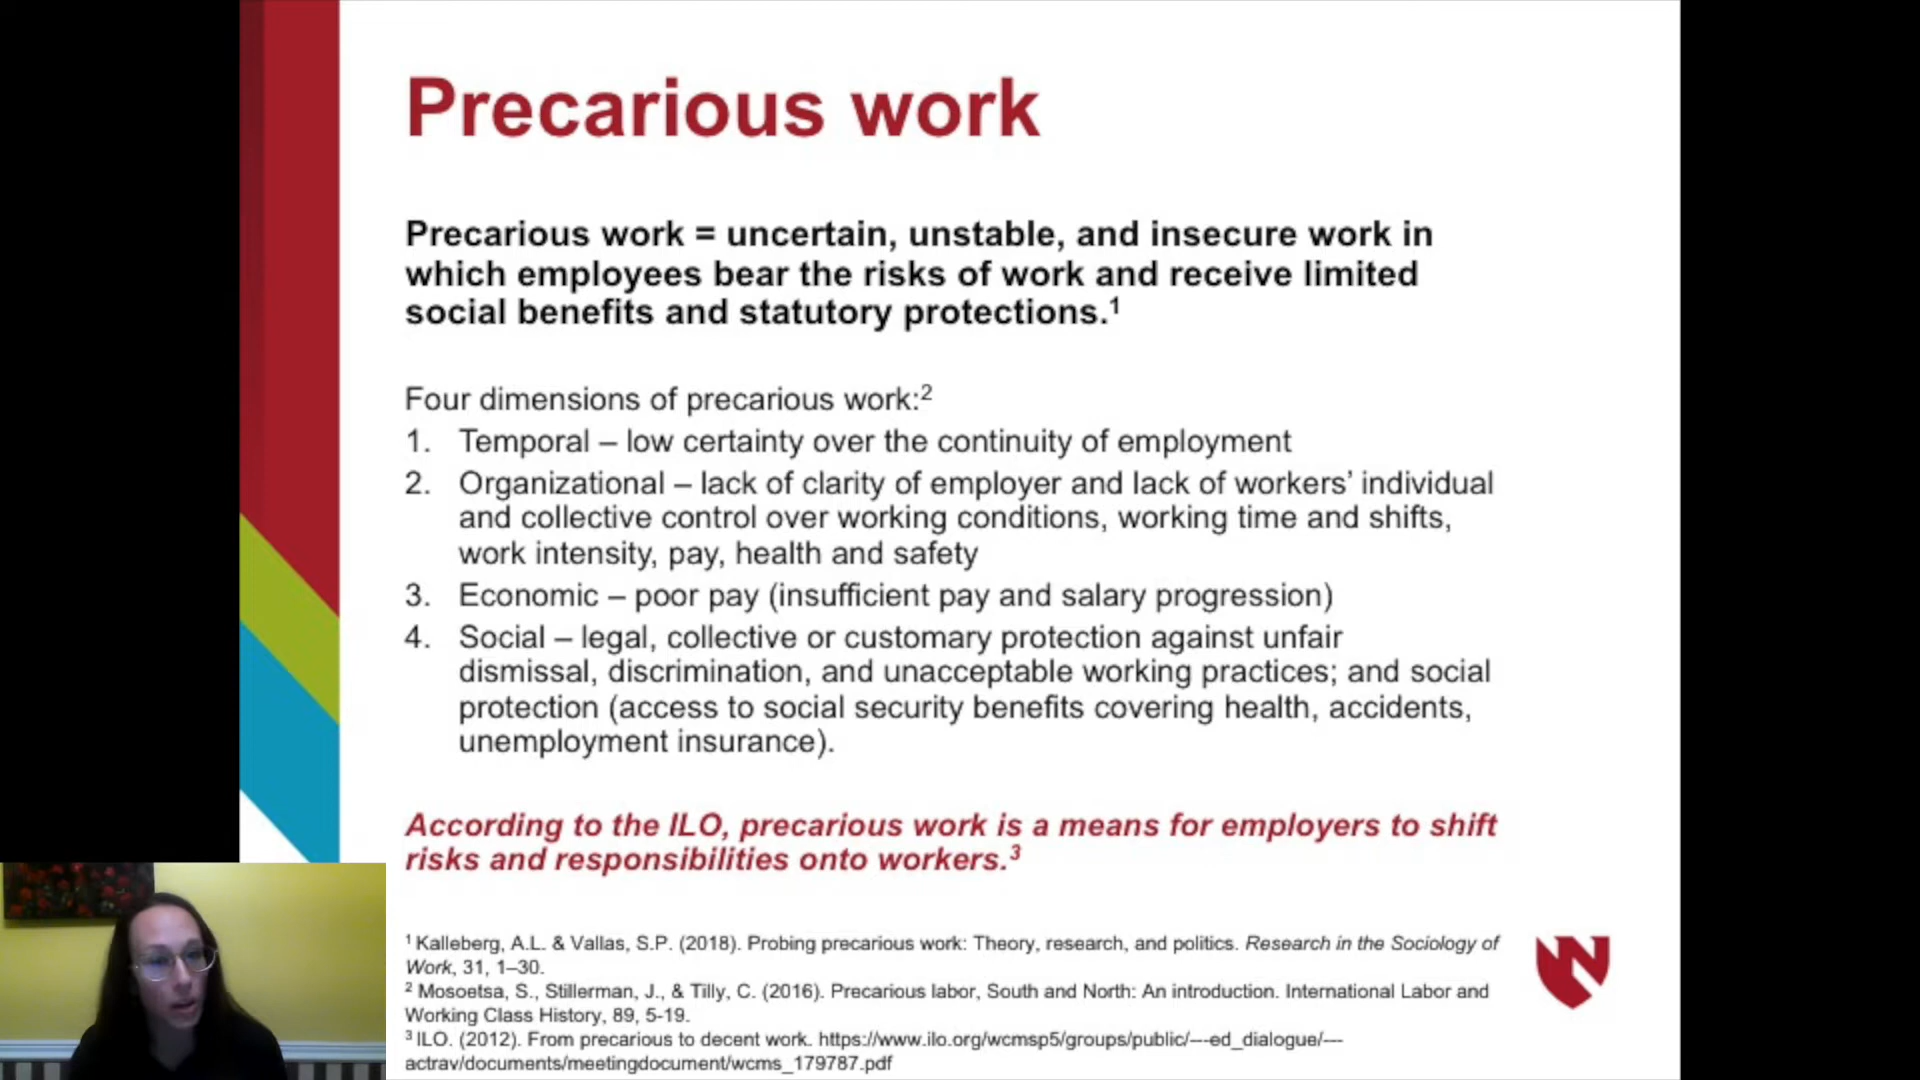 Precarious work
Precarious work = uncertain, unstable, and insecure work in
which employees bear the risks of work and receive limited
social benefits and statutory protections.¹
Four dimensions of precarious work:²
1. Temporal – low certainty over the continuity of employment
2. Organizational – lack of clarity of employer and lack of workers’ individual
and collective control over working conditions, working time and shifts,
work intensity, pay, health and safety
3. Economic – poor pay (insufficient pay and salary progression)
4. Social – legal, collective or customary protection against unfair
dismissal, discrimination, and unacceptable working practices; and social
protection (access to social security benefits covering health, accidents,
unemployment insurance).
According to the ILO, precarious work is a means for employers to shift
risks and responsibilities onto workers.³
¹ Kalleberg, A.L. & Vallas, S.P. (2018). Probing precarious work: Theory, research, and politics. Research in the Sociology of
Work, 31, 1–30.
² Mosoetsa, S., Stillerman, J., & Tilly, C. (2016). Precarious labor, South and North: An introduction. International Labor and
Working Class History, 89, 5-19.
³ ILO. (2012). From precarious to decent work. https://www.ilo.org/wcmsp5/groups/public/---ed_dialogue/---
actrav/documents/meetingdocument/wcms_179787.pdf
N